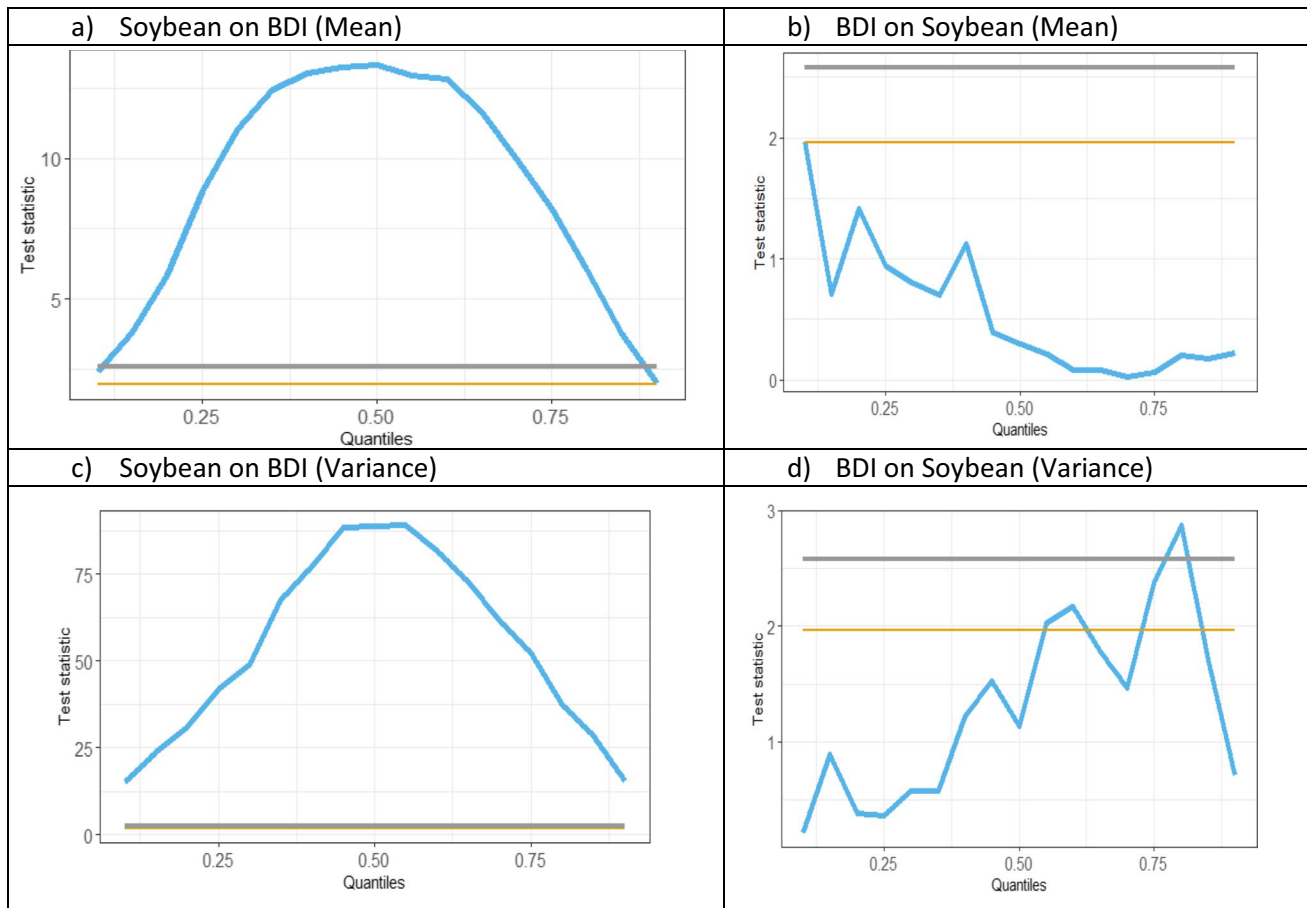 a) Soybean on BDI (Mean)
b) BDI on Soybean (Mean)
Test statistic
10
5
0.25 0.50 0.75
Quantiles
Test statistic
2
1
0
0.25 0.50 0.75
Quantiles
c) Soybean on BDI (Variance)
d) BDI on Soybean (Variance)
Test statistic
75
50
25
0
0.25 0.50 0.75
Quantiles
Test statistic
3
2
1
0.25 0.50 0.75
Quantiles